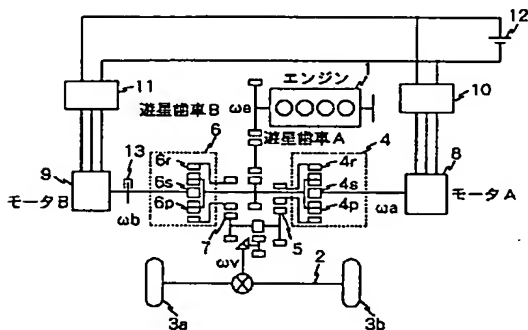 12
エンジン 1
11
遊星歯車B ωe
10
遊星歯車A
6 4 8
13 6r 4r
9 6s 4s
モータB 6p 4p モータA
ωb ωa
7 5
ωv 2
3a 3b